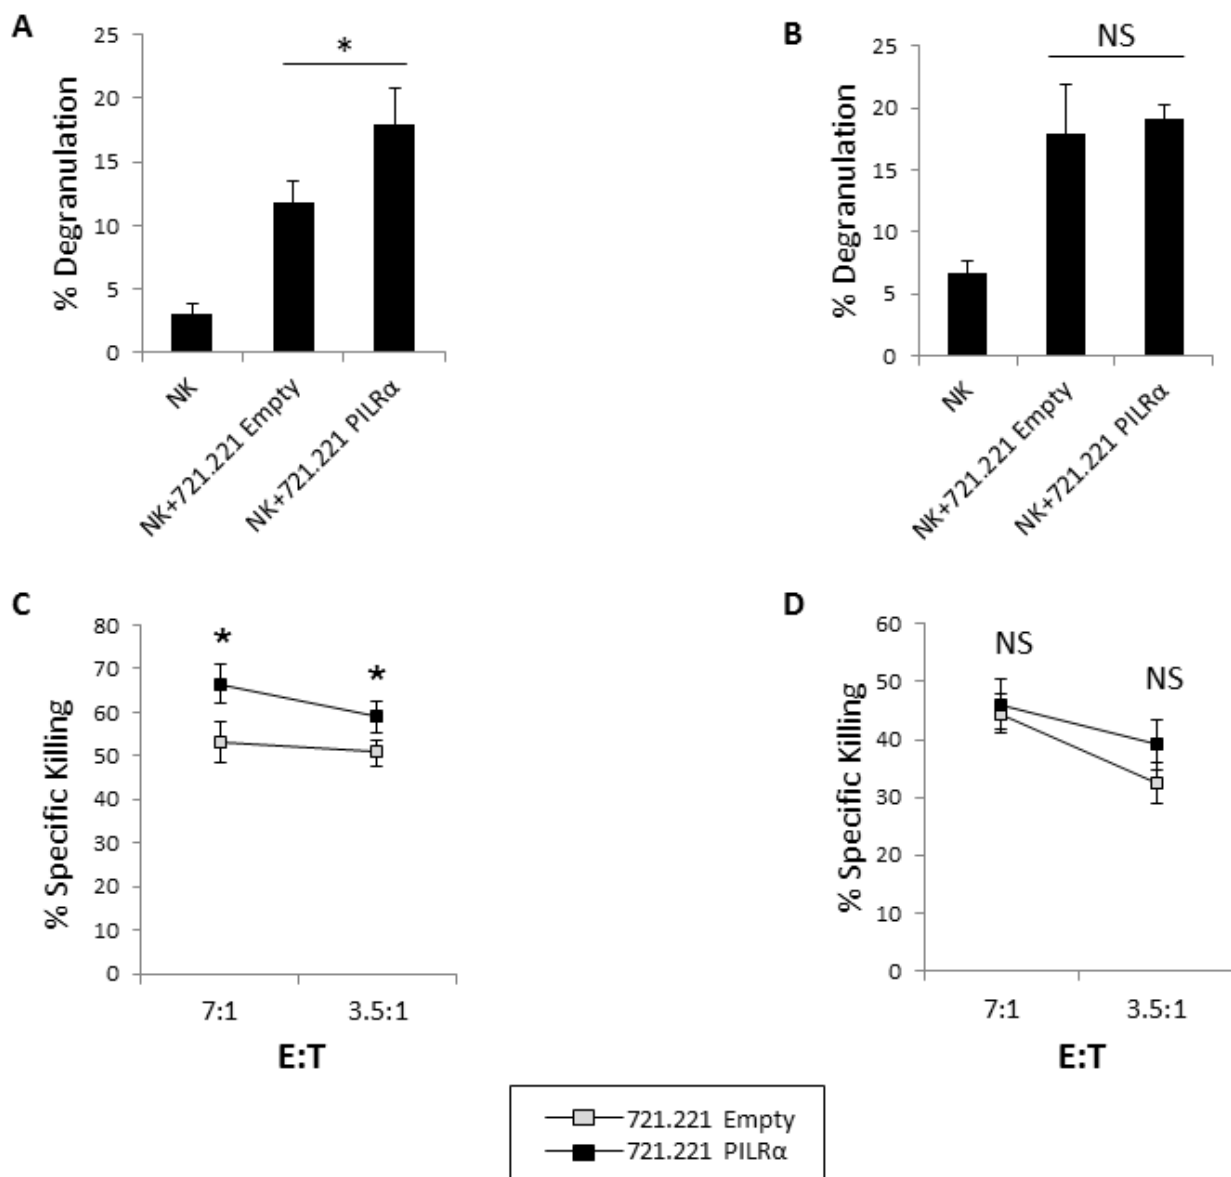 A
25
20
15
10
5
0
% Degranulation
*
NK
NK+721.221 Empty
NK+721.221 PILRα
B
25
20
15
10
5
0
% Degranulation
NS
NK
NK+721.221 Empty
NK+721.221 PILRα
C
80
70
60
50
40
30
20
10
0
% Specific Killing
*
*
7:1
3.5:1
E:T
D
60
50
40
30
20
10
0
% Specific Killing
NS
NS
7:1
3.5:1
E:T
721.221 Empty
721.221 PILRα